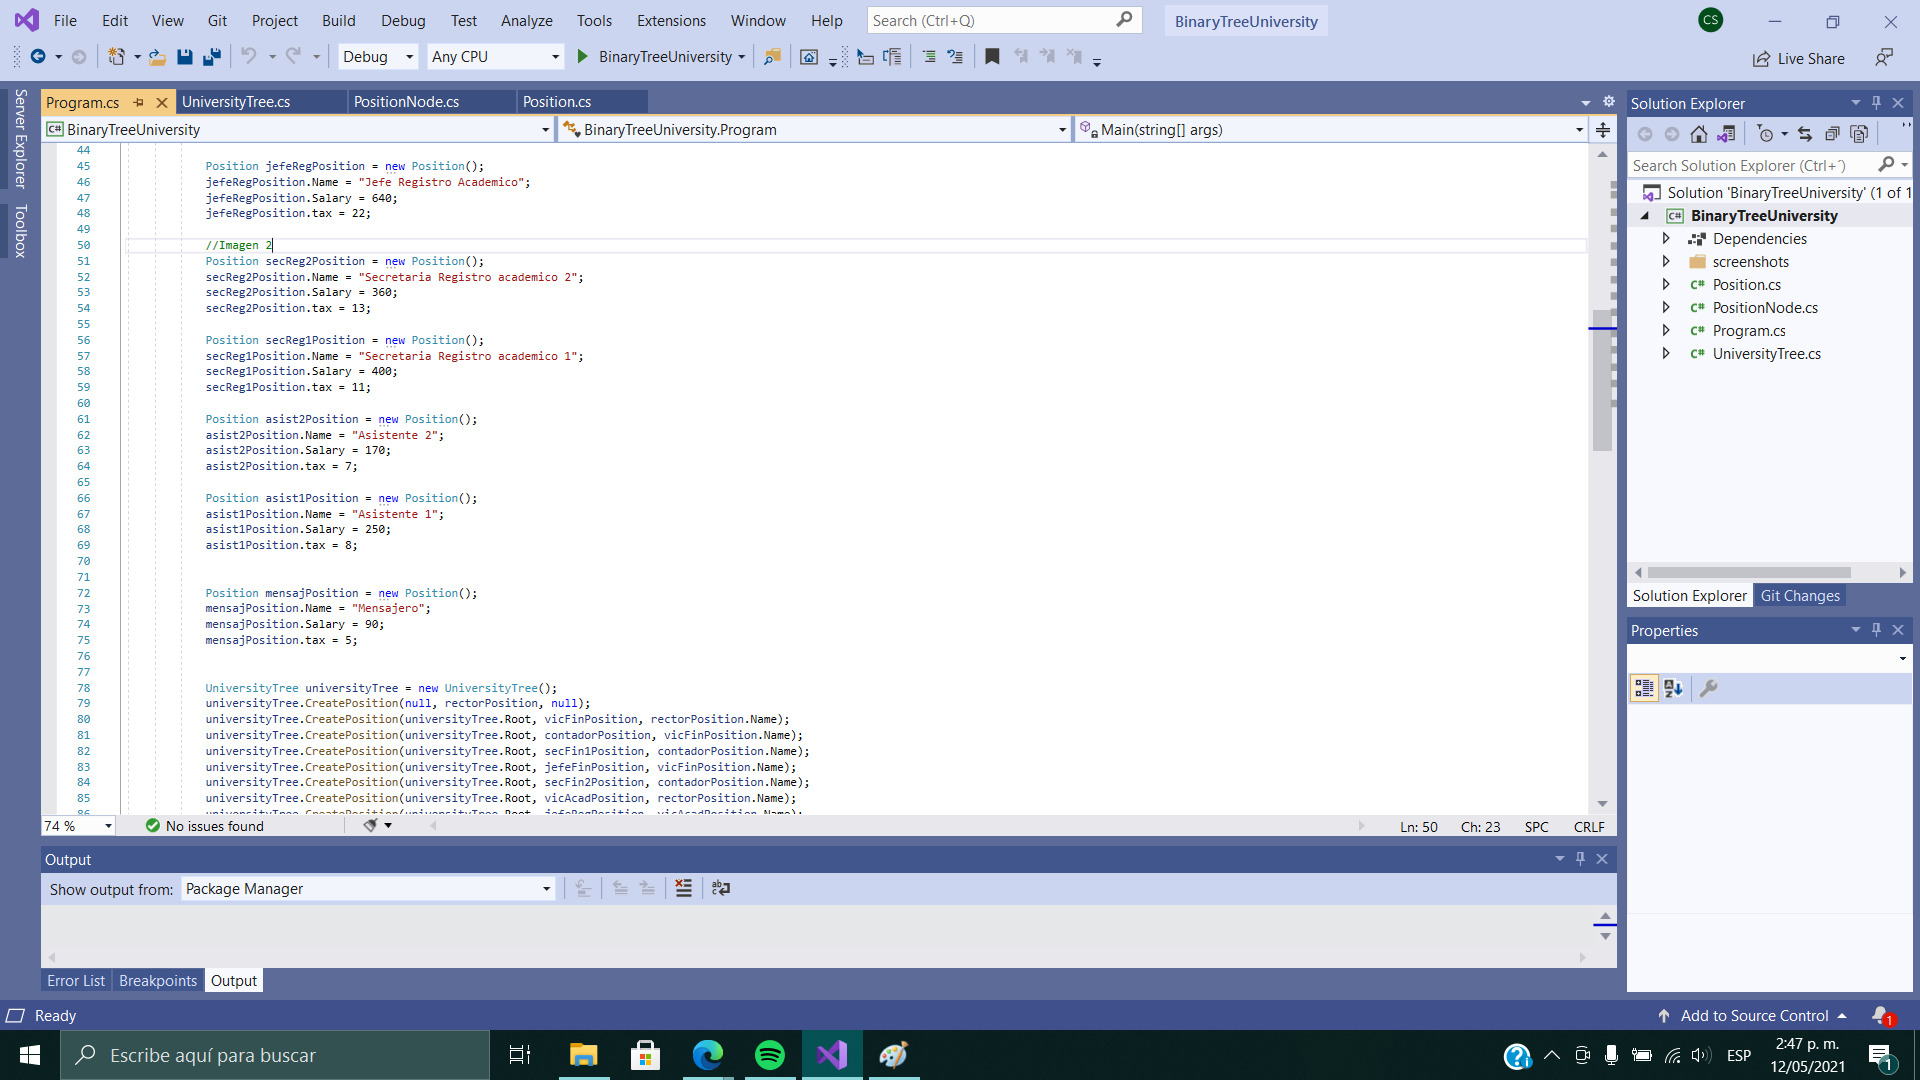 File Edit View Git Project Build Debug Test Analyze Tools Extensions Window Help Search (Ctrl+Q) BinaryTreeUniversity CS
Debug Any CPU BinaryTreeUniversity Live Share
Server Explorer
Toolbox
Program.cs UniversityTree.cs PositionNode.cs Position.cs
BinaryTreeUniversity BinaryTreeUniversity.Program Main(string[] args)
44
45 Position jefeRegPosition = new Position();
46 jefeRegPosition.Name = "Jefe Registro Academico";
47 jefeRegPosition.Salary = 640;
48 jefeRegPosition.tax = 22;
49
50 //Imagen 2
51 Position secReg2Position = new Position();
52 secReg2Position.Name = "Secretaria Registro academico 2";
53 secReg2Position.Salary = 360;
54 secReg2Position.tax = 13;
55
56 Position secReg1Position = new Position();
57 secReg1Position.Name = "Secretaria Registro academico 1";
58 secReg1Position.Salary = 400;
59 secReg1Position.tax = 11;
60
61 Position asist2Position = new Position();
62 asist2Position.Name = "Asistente 2";
63 asist2Position.Salary = 170;
64 asist2Position.tax = 7;
65
66 Position asist1Position = new Position();
67 asist1Position.Name = "Asistente 1";
68 asist1Position.Salary = 250;
69 asist1Position.tax = 8;
70
71
72 Position mensajPosition = new Position();
73 mensajPosition.Name = "Mensajero";
74 mensajPosition.Salary = 90;
75 mensajPosition.tax = 5;
76
77
78 UniversityTree universityTree = new UniversityTree();
79 universityTree.CreatePosition(null, rectorPosition, null);
80 universityTree.CreatePosition(universityTree.Root, vicFinPosition, rectorPosition.Name);
81 universityTree.CreatePosition(universityTree.Root, contadorPosition, vicFinPosition.Name);
82 universityTree.CreatePosition(universityTree.Root, secFin1Position, contadorPosition.Name);
83 universityTree.CreatePosition(universityTree.Root, jefeFinPosition, vicFinPosition.Name);
84 universityTree.CreatePosition(universityTree.Root, secFin2Position, contadorPosition.Name);
85 universityTree.CreatePosition(universityTree.Root, vicAcadPosition, rectorPosition.Name);
86 universityTree.CreatePosition(universityTree.Root, jefeRegPosition, vicAcadPosition.Name);
74 % No issues found Ln: 50 Ch: 23 SPC CRLF
Output
Show output from: Package Manager
Error List Breakpoints Output
Solution Explorer
Search Solution Explorer (Ctrl+´)
Solution 'BinaryTreeUniversity' (1 of 1
BinaryTreeUniversity
Dependencies
screenshots
C# Position.cs
C# PositionNode.cs
C# Program.cs
C# UniversityTree.cs
Solution Explorer Git Changes
Properties
Ready Add to Source Control 1
Escribe aquí para buscar ESP 2:47 p. m.
12/05/2021 1